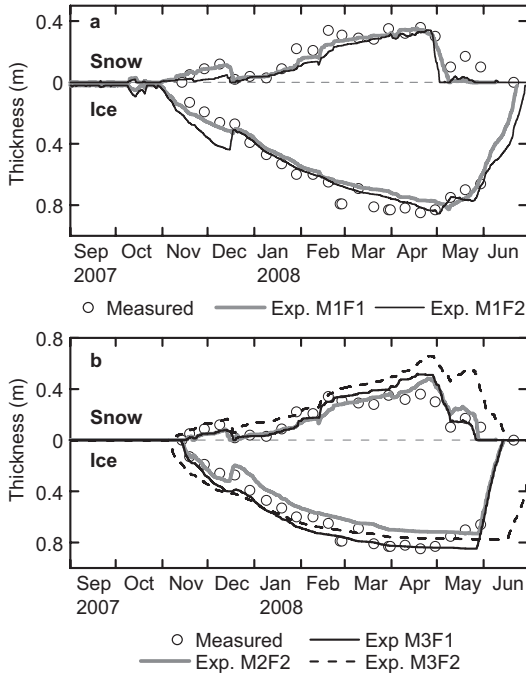 a
0.4
Snow
0
Ice
0.4
0.8
Thickness (m)
Sep Oct Nov Dec Jan Feb Mar Apr May Jun
2007 2008
Measured Exp. M1F1 Exp. M1F2
b
0.8
0.4
Snow
0
Ice
0.4
0.8
Thickness (m)
Sep Oct Nov Dec Jan Feb Mar Apr May Jun
2007 2008
Measured Exp M3F1
Exp. M2F2 Exp. M3F2